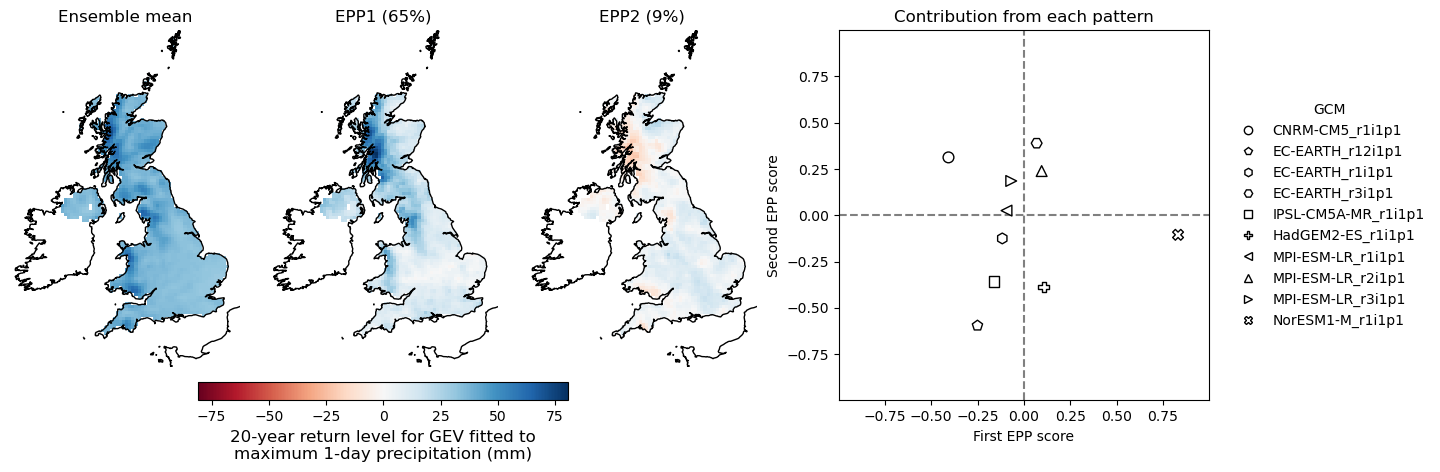 Ensemble mean
EPP1 (65%)
EPP2 (9%)
Contribution from each pattern
−75
−50
−25
0
25
50
75
20-year return level for GEV fitted to
maximum 1-day precipitation (mm)
Second EPP score
0.75
0.50
0.25
0.00
−0.25
−0.50
−0.75
−0.75
−0.50
−0.25
0.00
0.25
0.50
0.75
First EPP score
GCM
CNRM-CM5_r1i1p1
EC-EARTH_r12i1p1
EC-EARTH_r1i1p1
EC-EARTH_r3i1p1
IPSL-CM5A-MR_r1i1p1
HadGEM2-ES_r1i1p1
MPI-ESM-LR_r1i1p1
MPI-ESM-LR_r2i1p1
MPI-ESM-LR_r3i1p1
NorESM1-M_r1i1p1